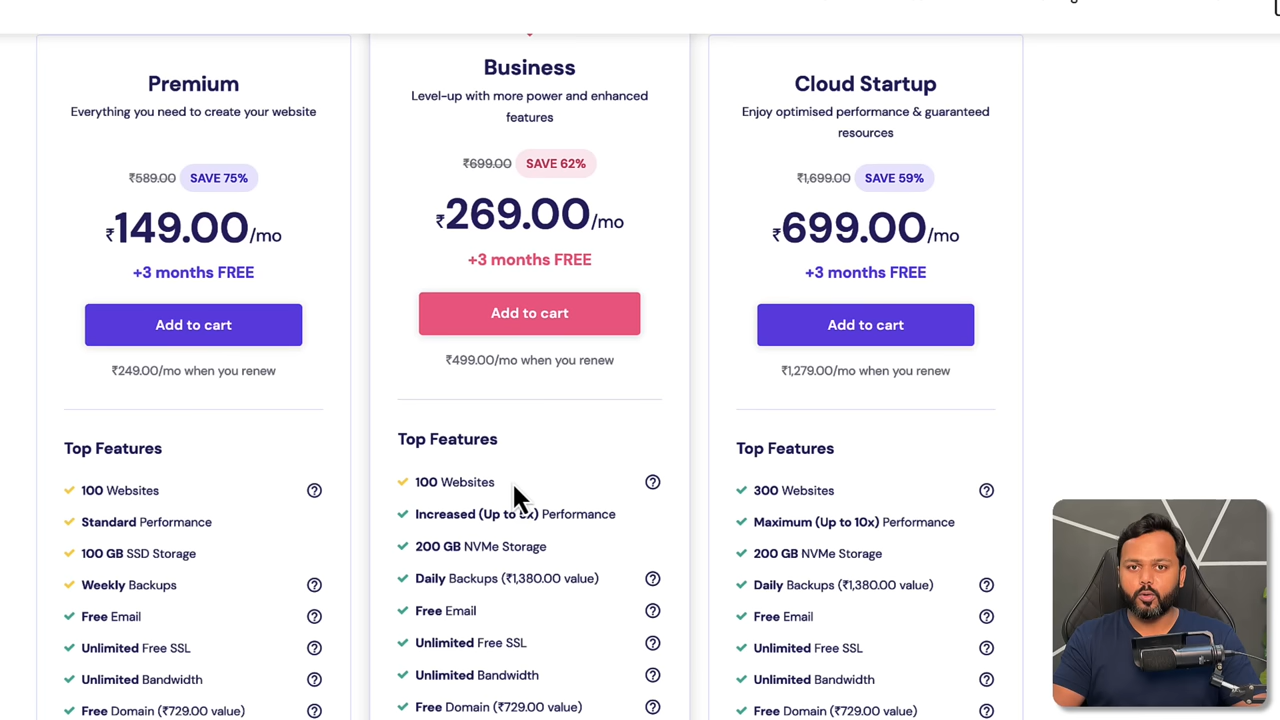 Premium
Everything you need to create your website
₹589.00 SAVE 75%
₹149.00/mo
+3 months FREE
Add to cart
₹249.00/mo when you renew
Top Features
100 Websites
Standard Performance
100 GB SSD Storage
Weekly Backups
Free Email
Unlimited Free SSL
Unlimited Bandwidth
Free Domain (₹729.00 value)
Business
Level-up with more power and enhanced
features
₹699.00 SAVE 62%
₹269.00/mo
+3 months FREE
Add to cart
₹499.00/mo when you renew
Top Features
100 Websites
Increased (Up to Performance
200 GB NVMe Storage
Daily Backups (₹1,380.00 value)
Free Email
Unlimited Free SSL
Unlimited Bandwidth
Free Domain (₹729.00 value)
Cloud Startup
Enjoy optimised performance & guaranteed
resources
₹1,699.00 SAVE 59%
₹699.00/mo
+3 months FREE
Add to cart
₹1,279.00/mo when you renew
Top Features
300 Websites
Maximum (Up to 10x) Performance
200 GB NVMe Storage
Daily Backups (₹1,380.00 value)
Free Email
Unlimited Free SSL
Unlimited Bandwidth
Free Domain (₹729.00 value)